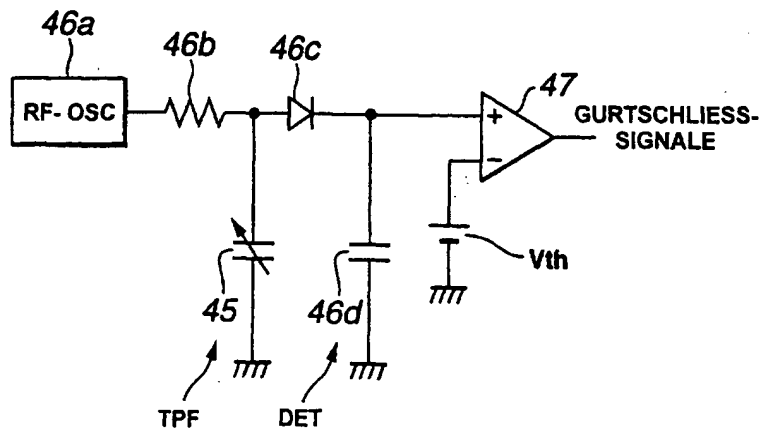 46a
46b
46c
RF- OSC
+
−
47
GURTSCHLIESS-
SIGNALE
45
46d
Vth
TPF
DET